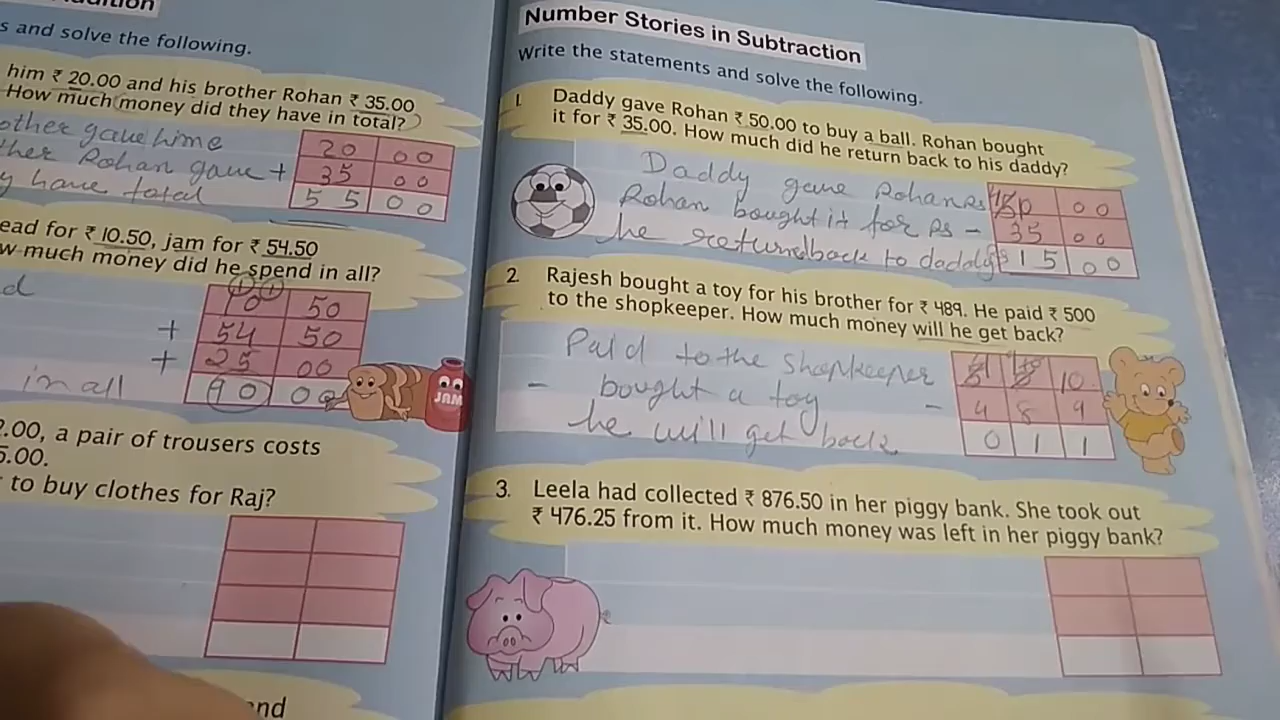 s and solve the following.
him ₹ 20.00 and his brother Rohan ₹ 35.00
How much money did they have in total?
other gave hime
ther Rohan gave +
y have total
20 00
35 00
55 00
ead for ₹ 10.50, jam for ₹ 54.50
w much money did he spend in all?
d
in all
10 50
+ 54 50
+ 25 00
90 00
JAM
2.00, a pair of trousers costs
5.00.
to buy clothes for Raj?
Number Stories in Subtraction
Write the statements and solve the following.
1. Daddy gave Rohan ₹ 50.00 to buy a ball. Rohan bought
it for ₹ 35.00. How much did he return back to his daddy?
Daddy gave Rohan Rs
Rohan bought it for Rs -
he returned back to daddy Rs
00
35 00
15 00
2. Rajesh bought a toy for his brother for ₹ 489. He paid ₹ 500
to the shopkeeper. How much money will he get back?
Paid to the shopkeeper
- bought a toy
he will get back
10
- 4 8 9
0 1 1
3. Leela had collected ₹ 876.50 in her piggy bank. She took out
₹ 476.25 from it. How much money was left in her piggy bank?